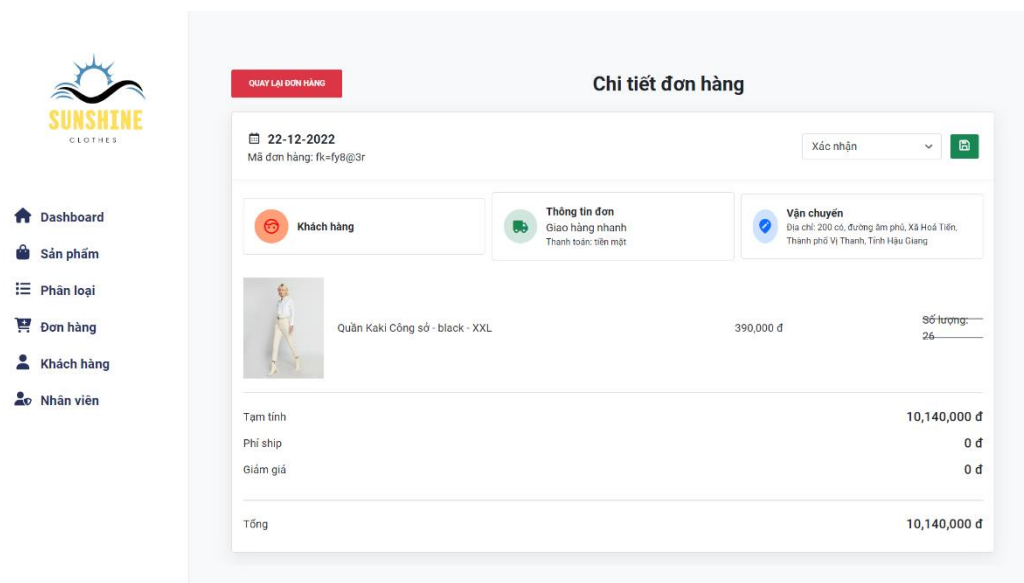 SUNSHINE
CLOTHES
Dashboard
Sản phẩm
Phân loại
Đơn hàng
Khách hàng
Nhân viên
QUAY LẠI ĐƠN HÀNG
Chi tiết đơn hàng
22-12-2022
Mã đơn hàng: fk=fy8@3r
Xác nhận
Khách hàng
Thông tin đơn
Giao hàng nhanh
Thanh toán: tiền mặt
Vận chuyển
Địa chỉ: 200 có, đường âm phủ, Xã Hoả Tiến,
Thành phố Vị Thanh, Tỉnh Hậu Giang
Quần Kaki Công sở - black - XXL
390,000 đ
Số lượng:
26
Tạm tính
10,140,000 đ
Phí ship
0 đ
Giảm giá
0 đ
Tổng
10,140,000 đ